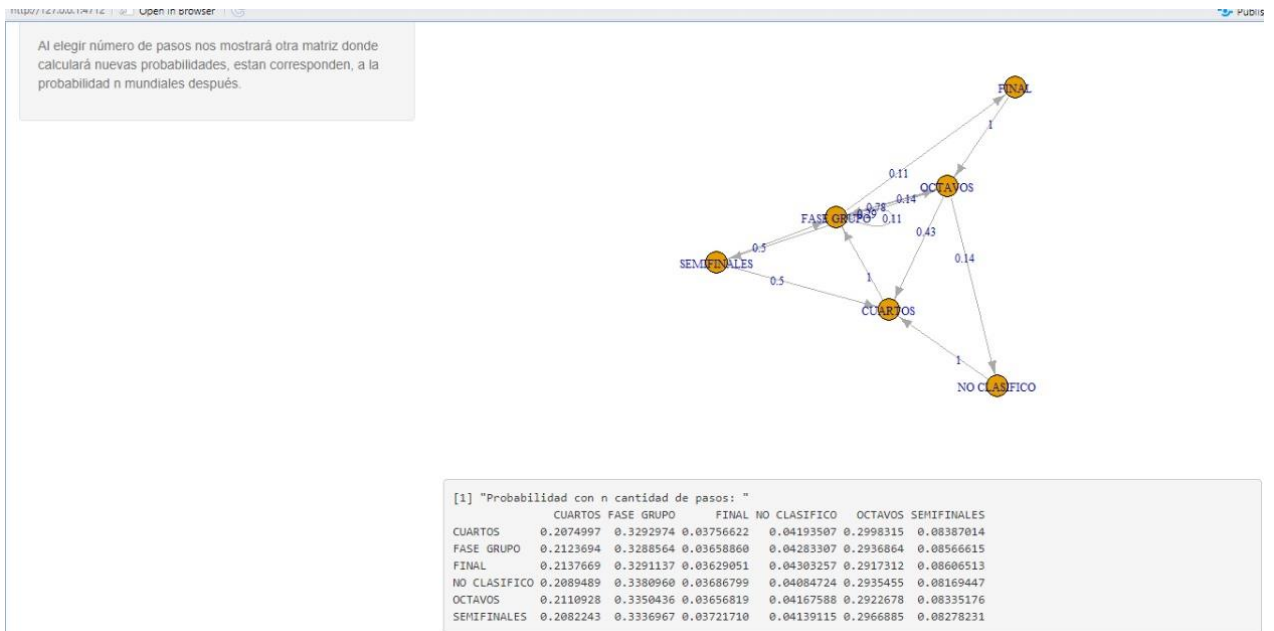 Open in Browser
Publis
Al elegir número de pasos nos mostrará otra matriz donde
calculará nuevas probabilidades, estan corresponden, a la
probabilidad n mundiales después.
FINAL
1
0.11
OCTAVOS
0.14
0.78
FASE GRUPO
0.11
0.43
0.5
0.14
SEMIFINALES
0.5
1
CUARTOS
1
NO CLASIFICO
[1] "Probabilidad con n cantidad de pasos: "
CUARTOS FASE GRUPO FINAL NO CLASIFICO OCTAVOS SEMIFINALES
CUARTOS 0.2074997 0.3292974 0.03756622 0.04193507 0.2998315 0.08387014
FASE GRUPO 0.2123694 0.3288564 0.03658860 0.04283307 0.2936864 0.08566615
FINAL 0.2137669 0.3291137 0.03629051 0.04303257 0.2917312 0.08606513
NO CLASIFICO 0.2089489 0.3380960 0.03686799 0.04084724 0.2935455 0.08169447
OCTAVOS 0.2110928 0.3350436 0.03656819 0.04167588 0.2922678 0.08335176
SEMIFINALES 0.2082243 0.3336967 0.03721710 0.04139115 0.2966885 0.08278231